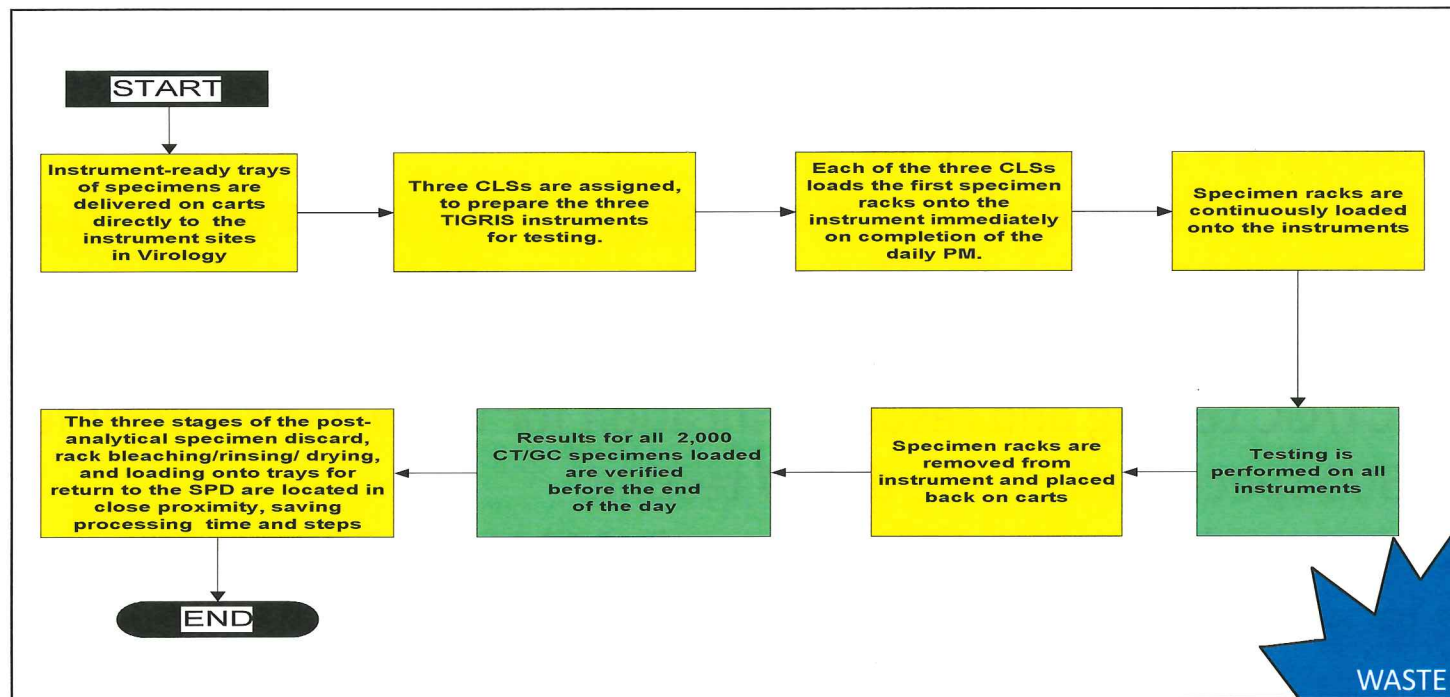 START
Instrument-ready trays
of specimens are
delivered on carts
directly to the
instrument sites
in Virology
Three CLSs are assigned,
to prepare the three
TIGRIS instruments
for testing.
Each of the three CLSs
loads the first specimen
racks onto the
instrument immediately
on completion of the
daily PM.
Specimen racks are
continuously loaded
onto the instruments
Testing is
performed on all
instruments
Specimen racks are
removed from
instrument and placed
back on carts
Results for all 2,000
CT/GC specimens loaded
are verified
before the end
of the day
The three stages of the post-
analytical specimen discard,
rack bleaching/rinsing/ drying,
and loading onto trays for
return to the SPD are located in
close proximity, saving
processing time and steps
END
WASTE